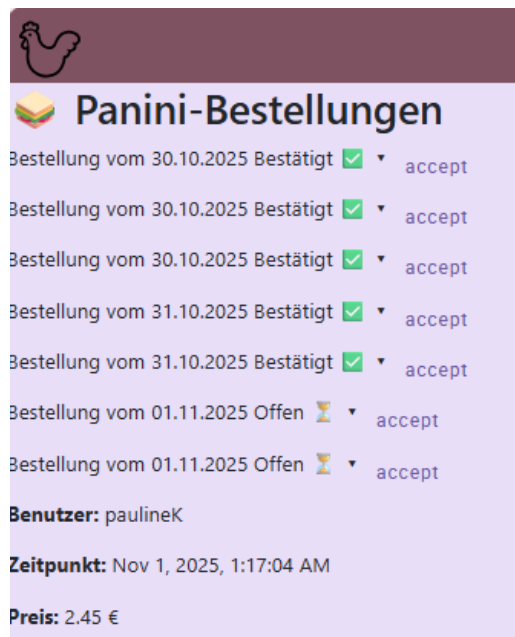 Panini-Bestellungen
Bestellung vom 30.10.2025 Bestätigt ✅ ▾ accept
Bestellung vom 30.10.2025 Bestätigt ✅ ▾ accept
Bestellung vom 30.10.2025 Bestätigt ✅ ▾ accept
Bestellung vom 31.10.2025 Bestätigt ✅ ▾ accept
Bestellung vom 31.10.2025 Bestätigt ✅ ▾ accept
Bestellung vom 01.11.2025 Offen ⏳ ▾ accept
Bestellung vom 01.11.2025 Offen ⏳ ▾ accept
Benutzer: paulineK
Zeitpunkt: Nov 1, 2025, 1:17:04 AM
Preis: 2.45 €